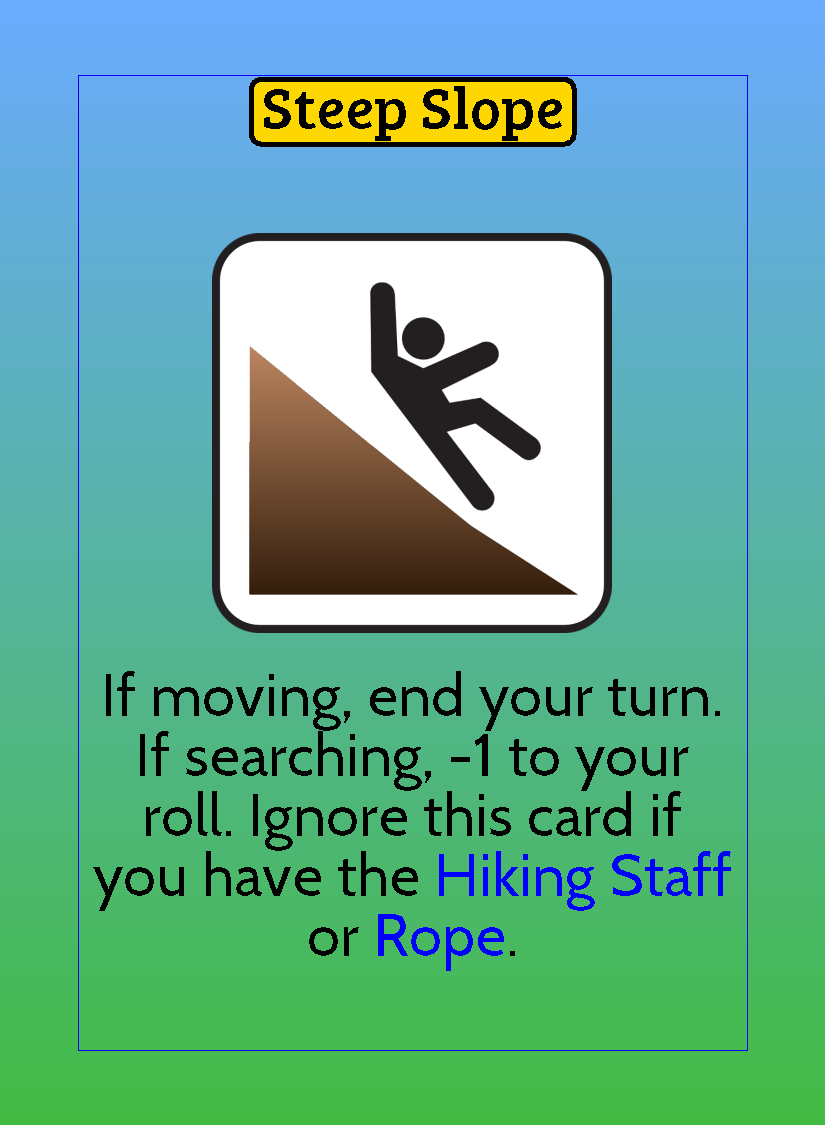 Steep Slope
If moving, end your turn.
If searching, -1 to your
roll. Ignore this card if
you have the Hiking Staff
or Rope.